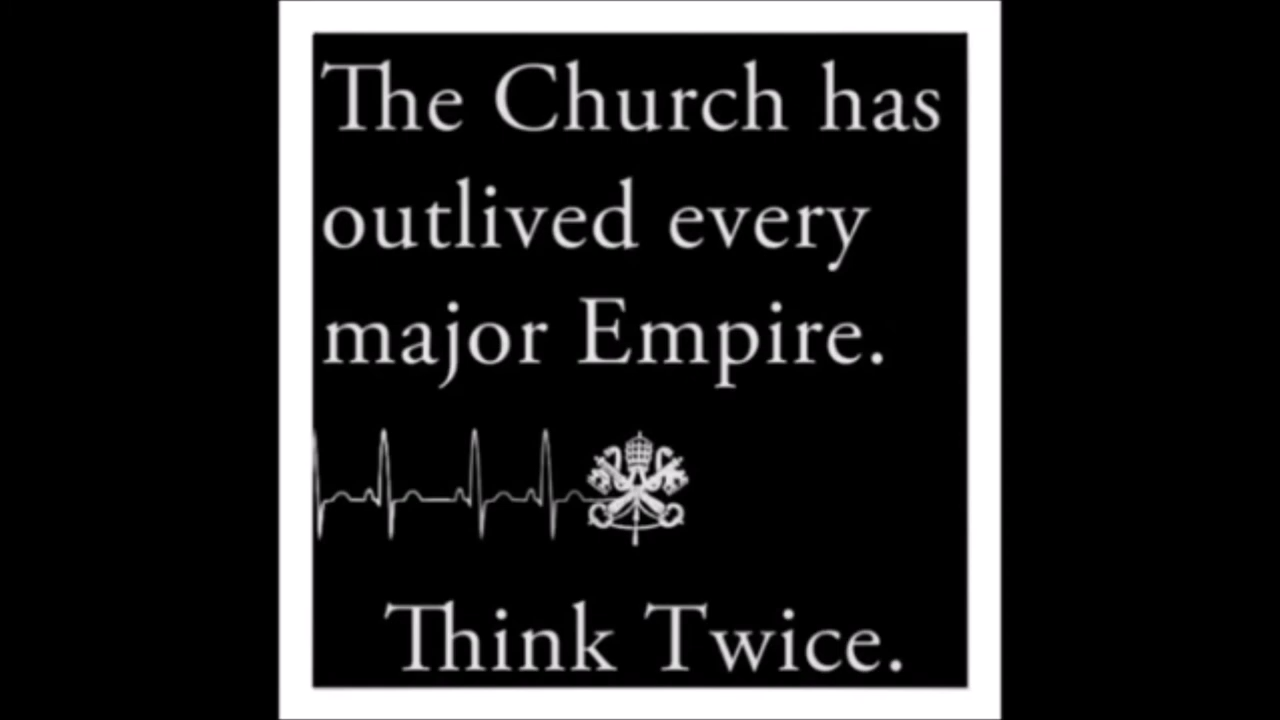 The Church has
outlived every
major Empire.
Think Twice.